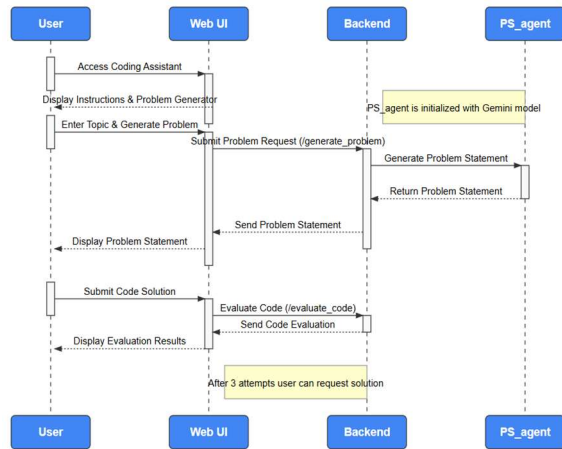 User Web UI Backend PS_agent
Access Coding Assistant
Display Instructions & Problem Generator
PS_agent is initialized with Gemini model
Enter Topic & Generate Problem
Submit Problem Request (/generate_problem)
Generate Problem Statement
Return Problem Statement
Send Problem Statement
Display Problem Statement
Submit Code Solution
Evaluate Code (/evaluate_code)
Send Code Evaluation
Display Evaluation Results
After 3 attempts user can request solution
User Web UI Backend PS_agent